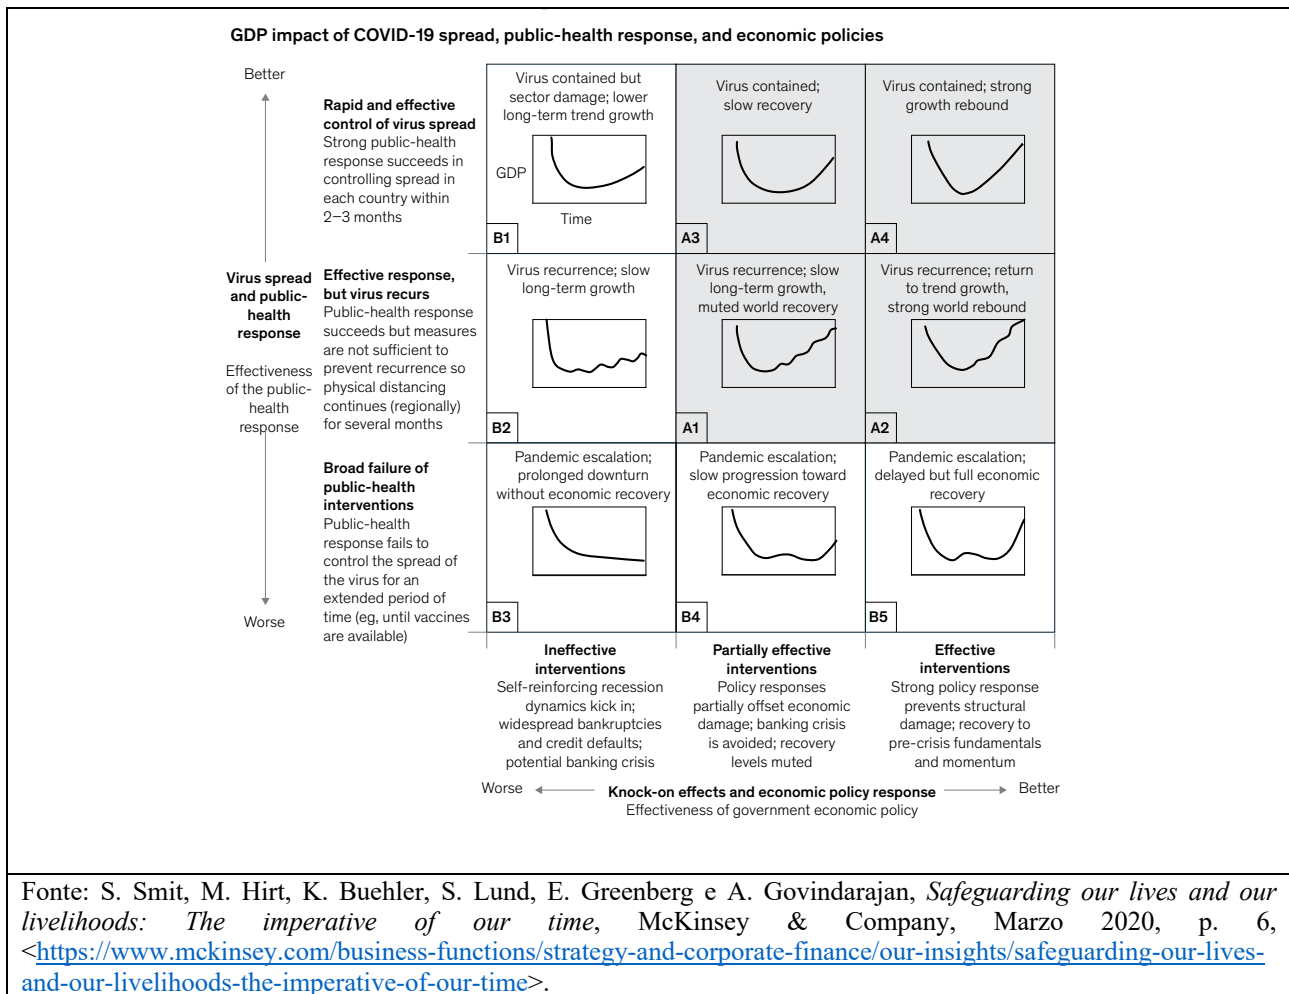 GDP impact of COVID-19 spread, public-health response, and economic policies
Better
Rapid and effective
control of virus spread
Strong public-health
response succeeds in
controlling spread in
each country within
2–3 months
Virus contained but
sector damage; lower
long-term trend growth
GDP
Time
B1
Virus contained;
slow recovery
A3
Virus contained; strong
growth rebound
A4
Virus spread
and public-
health
response
Effectiveness
of the public-
health
response
Effective response,
but virus recurs
Public-health response
succeeds but measures
are not sufficient to
prevent recurrence so
physical distancing
continues (regionally)
for several months
Virus recurrence; slow
long-term growth
B2
Virus recurrence; slow
long-term growth,
muted world recovery
A1
Virus recurrence; return
to trend growth,
strong world rebound
A2
Broad failure of
public-health
interventions
Public-health
response fails to
control the spread of
the virus for an
extended period of
time (eg, until vaccines
are available)
Worse
Pandemic escalation;
prolonged downturn
without economic recovery
B3
Pandemic escalation;
slow progression toward
economic recovery
B4
Pandemic escalation;
delayed but full economic
recovery
B5
Ineffective
interventions
Self-reinforcing recession
dynamics kick in;
widespread bankruptcies
and credit defaults;
potential banking crisis
Partially effective
interventions
Policy responses
partially offset economic
damage; banking crisis
is avoided; recovery
levels muted
Effective
interventions
Strong policy response
prevents structural
damage; recovery to
pre-crisis fundamentals
and momentum
Worse
Knock-on effects and economic policy response
Better
Effectiveness of government economic policy
Fonte: S. Smit, M. Hirt, K. Buehler, S. Lund, E. Greenberg e A. Govindarajan, Safeguarding our lives and our
livelihoods: The imperative of our time, McKinsey & Company, Marzo 2020, p. 6,
<https://www.mckinsey.com/business-functions/strategy-and-corporate-finance/our-insights/safeguarding-our-lives-
and-our-livelihoods-the-imperative-of-our-time>.